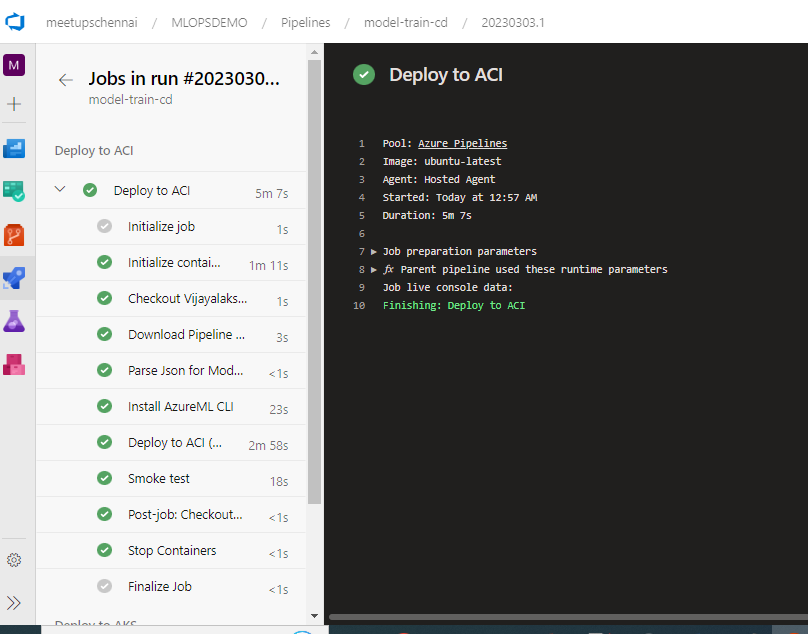 meetupschennai / MLOPSDEMO / Pipelines / model-train-cd / 20230303.1
M
Jobs in run #2023030...
model-train-cd
Deploy to ACI
Deploy to ACI 5m 7s
Initialize job 1s
Initialize contai... 1m 11s
Checkout Vijayalaks... 1s
Download Pipeline ... 3s
Parse Json for Mod... <1s
Install AzureML CLI 23s
Deploy to ACI (... 2m 58s
Smoke test 18s
Post-job: Checkout... <1s
Stop Containers <1s
Finalize Job <1s
Deploy to AKS
Deploy to ACI
1 Pool: Azure Pipelines
2 Image: ubuntu-latest
3 Agent: Hosted Agent
4 Started: Today at 12:57 AM
5 Duration: 5m 7s
6
7 Job preparation parameters
8 fx Parent pipeline used these runtime parameters
9 Job live console data:
10 Finishing: Deploy to ACI